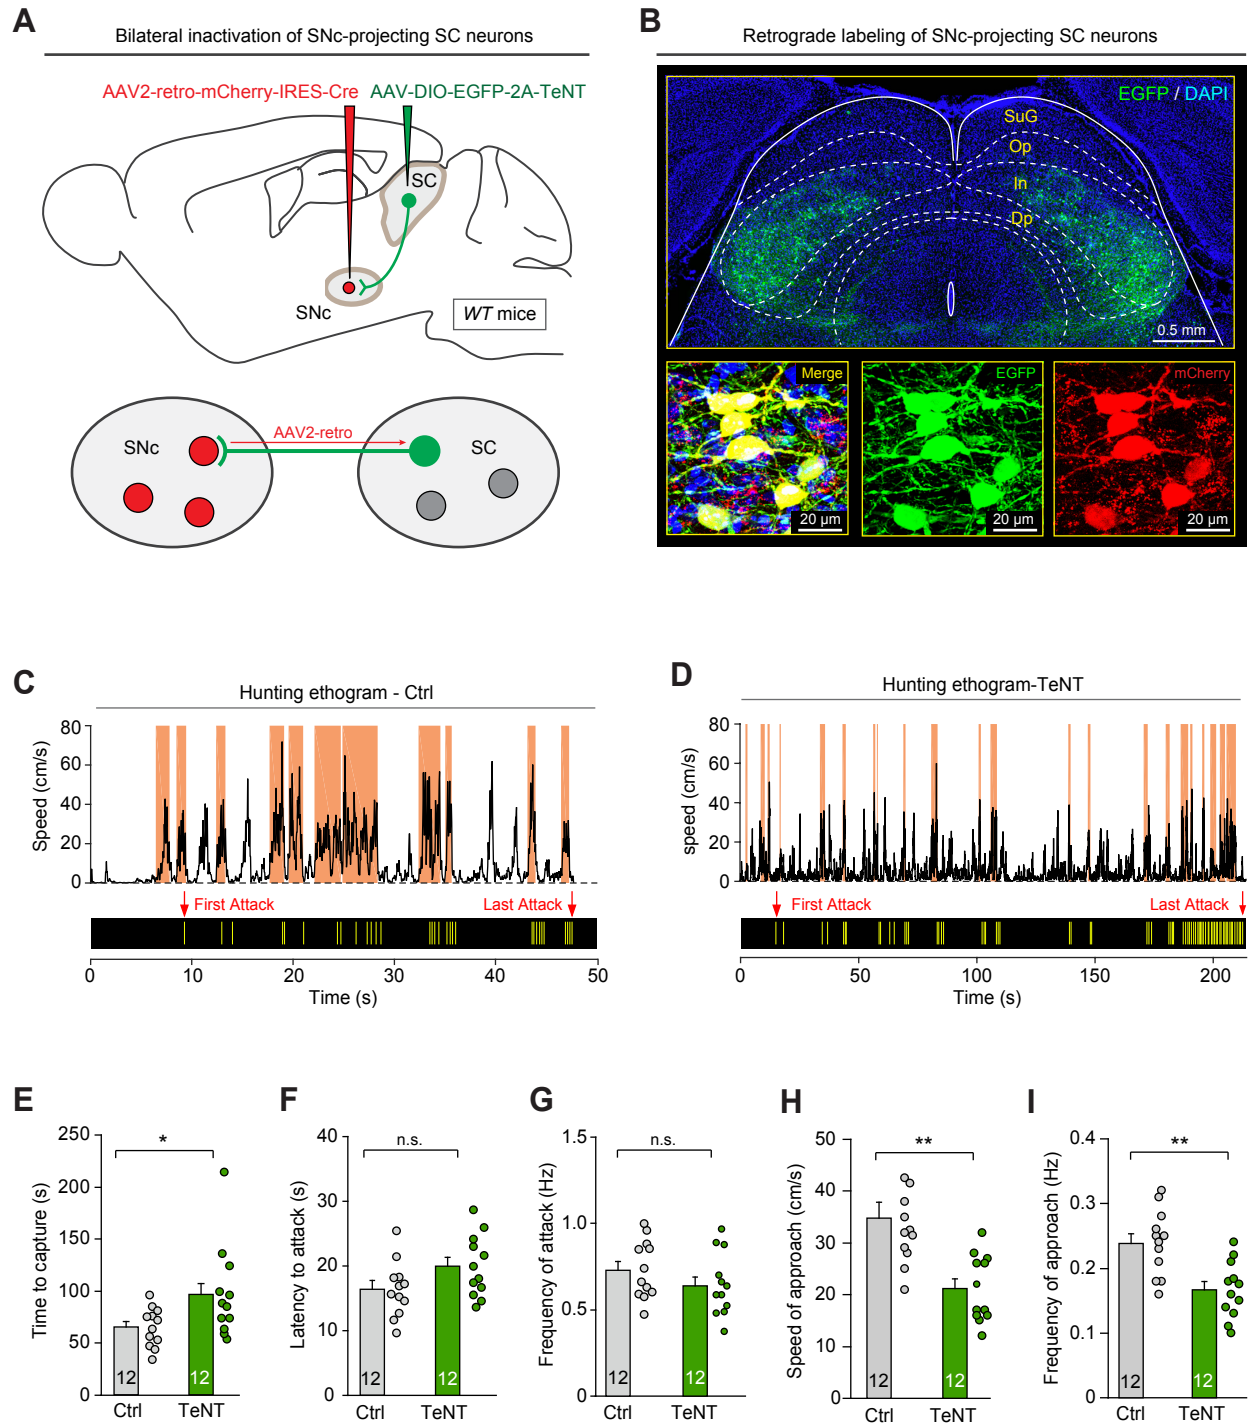 A
Bilateral inactivation of SNc-projecting SC neurons
AAV2-retro-mCherry-IRES-Cre
AAV-DIO-EGFP-2A-TeNT
SC
SNc
WT mice
SNc
AAV2-retro
SC
B
Retrograde labeling of SNc-projecting SC neurons
EGFP / DAPI
SuG
Op
In
Dp
0.5 mm
Merge
20 µm
EGFP
20 µm
mCherry
20 µm
C
Hunting ethogram - Ctrl
Speed (cm/s)
80
60
40
20
0
First Attack
Last Attack
0 10 20 30 40 50
Time (s)
D
Hunting ethogram-TeNT
speed (cm/s)
80
60
40
20
0
First Attack
Last Attack
0 50 100 150 200
Time (s)
E
Time to capture (s)
250
200
150
100
50
0
*
12
12
Ctrl TeNT
F
Latency to attack (s)
40
30
20
10
0
n.s.
12
12
Ctrl TeNT
G
Frequency of attack (Hz)
1.5
1.0
0.5
0
n.s.
12
12
Ctrl TeNT
H
Speed of approach (cm/s)
50
40
30
20
10
0
**
12
12
Ctrl TeNT
I
Frequency of approach (Hz)
0.4
0.3
0.2
0.1
0
**
12
12
Ctrl TeNT